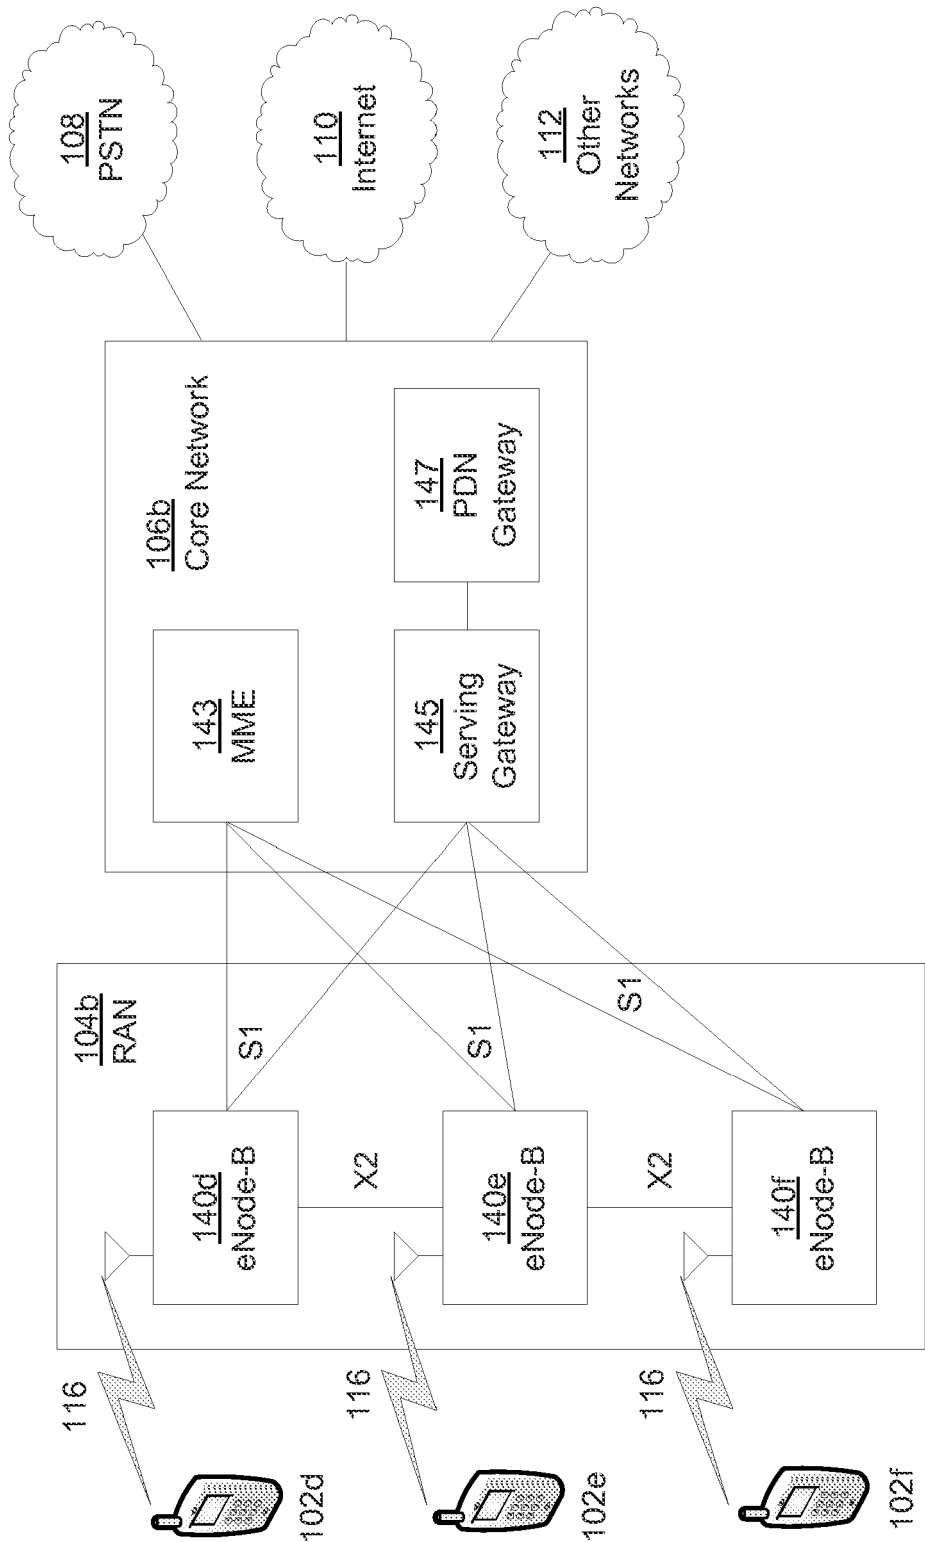 116
102d
116
102e
116
102f
104b
RAN
140d
eNode-B
X2
140e
eNode-B
X2
140f
eNode-B
S1
S1
S1
106b
Core Network
143
MME
145
Serving
Gateway
147
PDN
Gateway
108
PSTN
110
Internet
112
Other
Networks